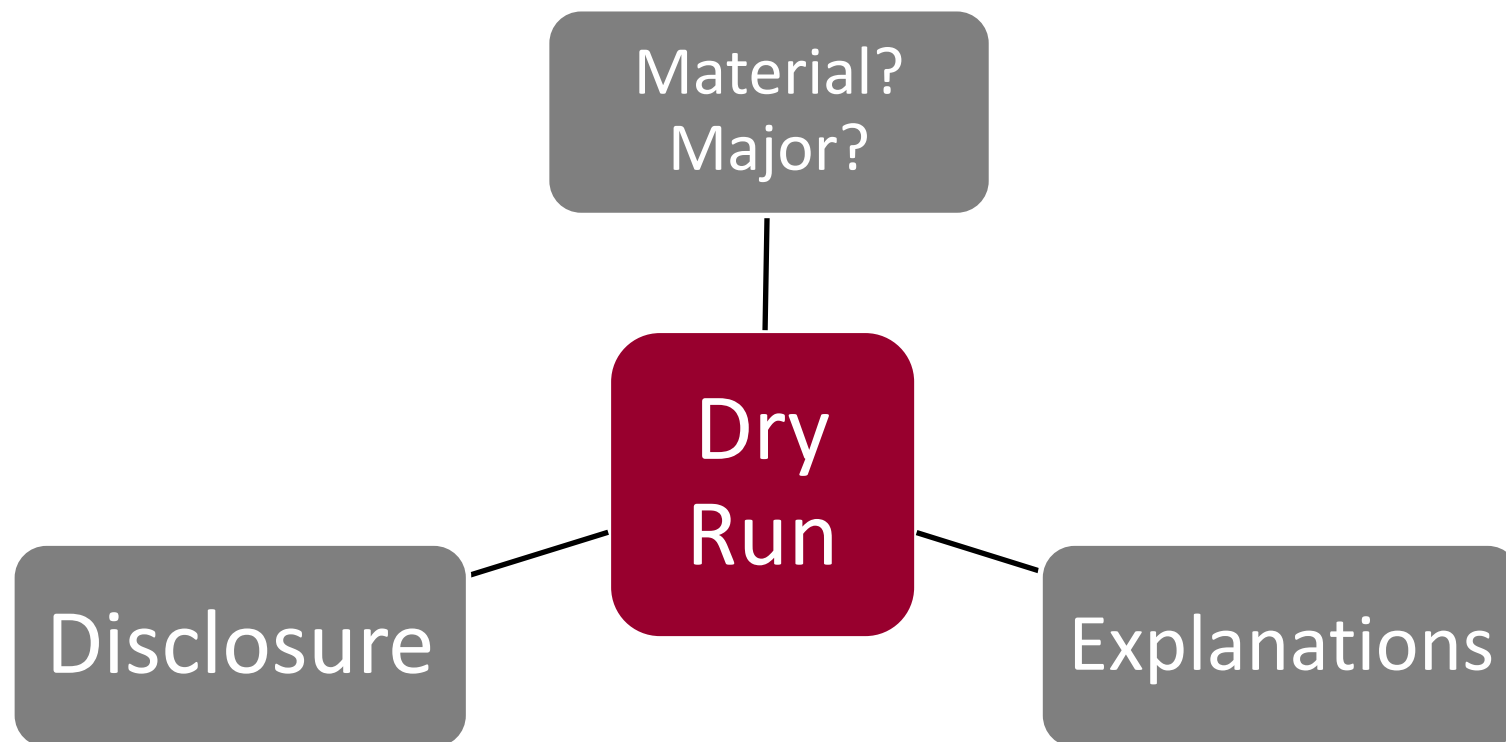 Material?
Major?
Dry
Run
Disclosure
Explanations